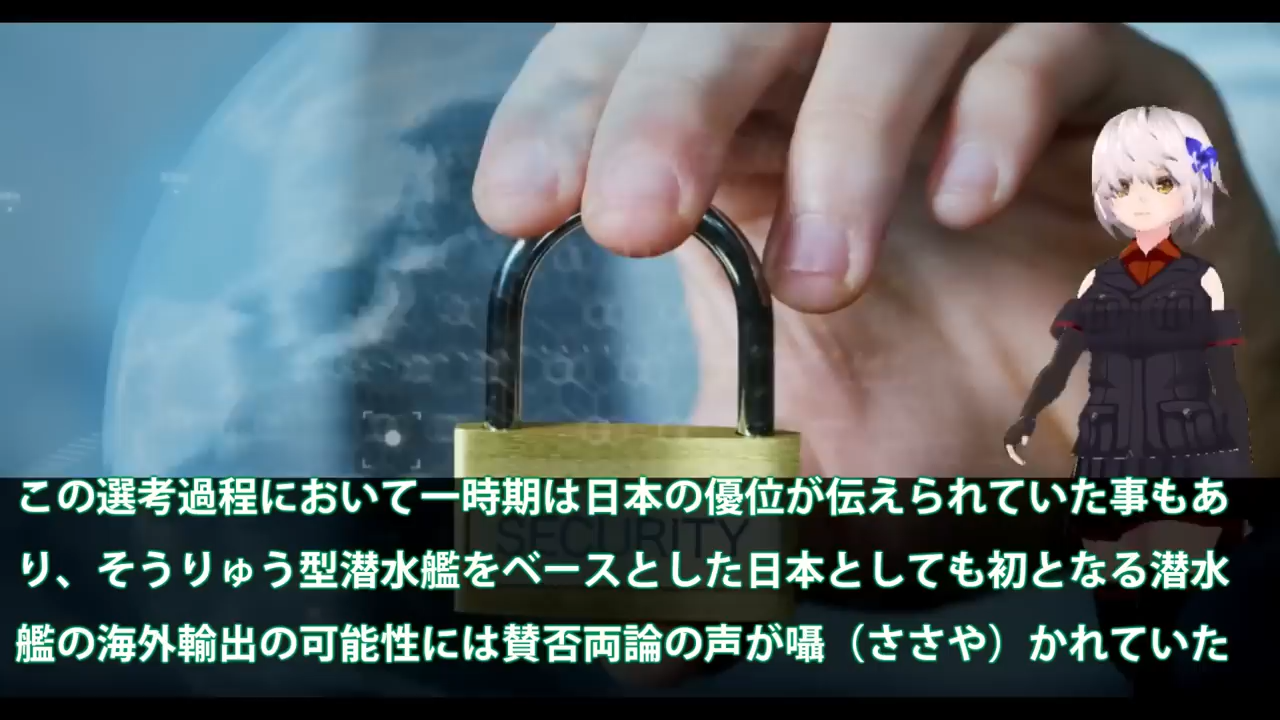 SECURITY
この選考過程において一時期は日本の優位が伝えられていた事もあ
り、そうりゅう型潜水艦をベースとした日本としても初となる潜水
艦の海外輸出の可能性には賛否両論の声が囁（ささや）かれていた